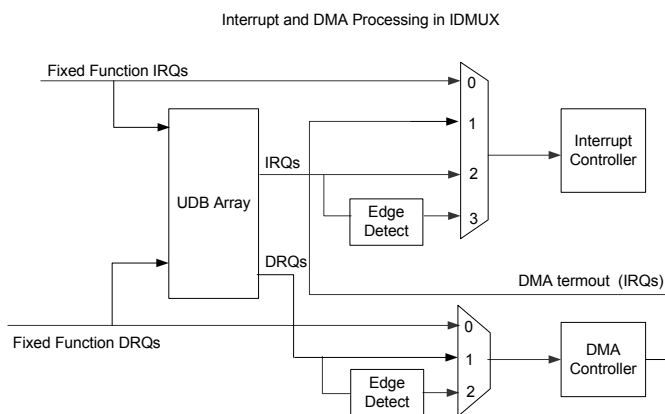 Interrupt and DMA Processing in IDMUX
Fixed Function IRQs
0
1
2
3
Interrupt
Controller
IRQs
UDB Array
Edge
Detect
DRQs
DMA termout (IRQs)
Fixed Function DRQs
0
1
2
DMA
Controller
Edge
Detect